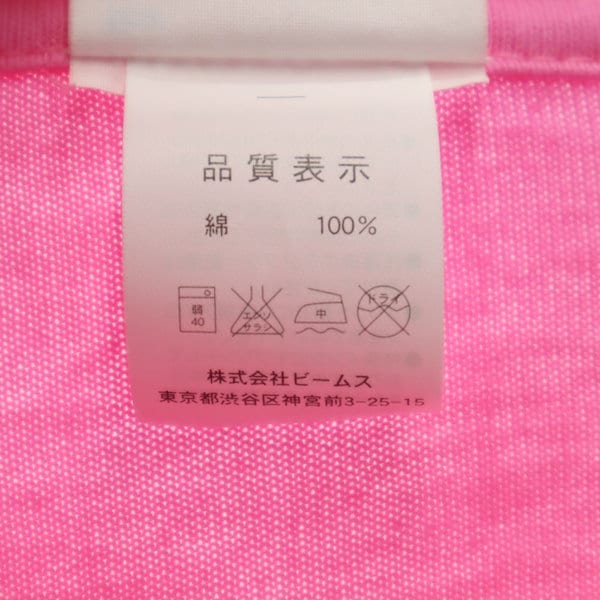 品質表示
綿 100%
弱 40 エンソ サラシ 中 ドライ
株式会社ビームス
東京都渋谷区神宮前3-25-15